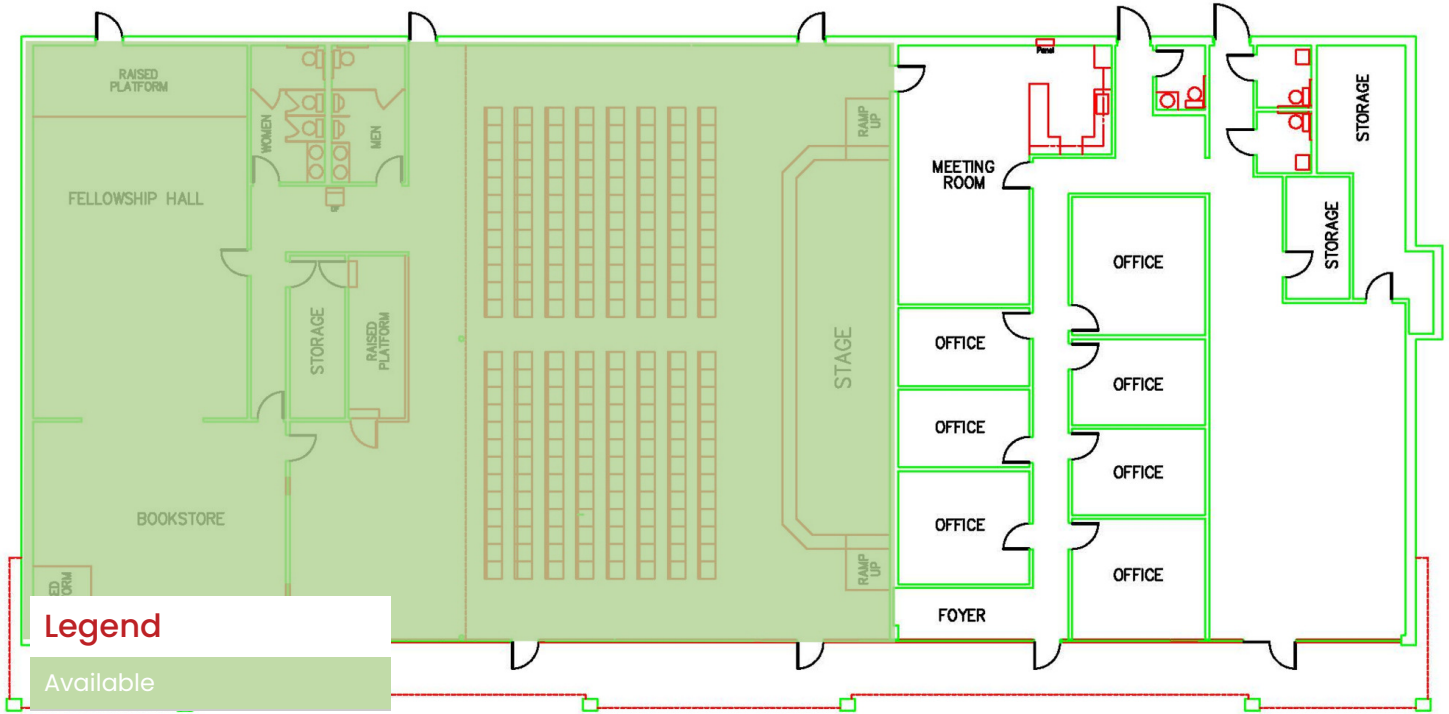 RAISED
PLATFORM
WOMEN
MEN
FELLOWSHIP HALL
STORAGE
RAISED
PLATFORM
BOOKSTORE
RAMP
UP
STAGE
RAMP
UP
Panel
MEETING
ROOM
OFFICE
OFFICE
OFFICE
FOYER
OFFICE
OFFICE
OFFICE
OFFICE
STORAGE
STORAGE
Legend
Available